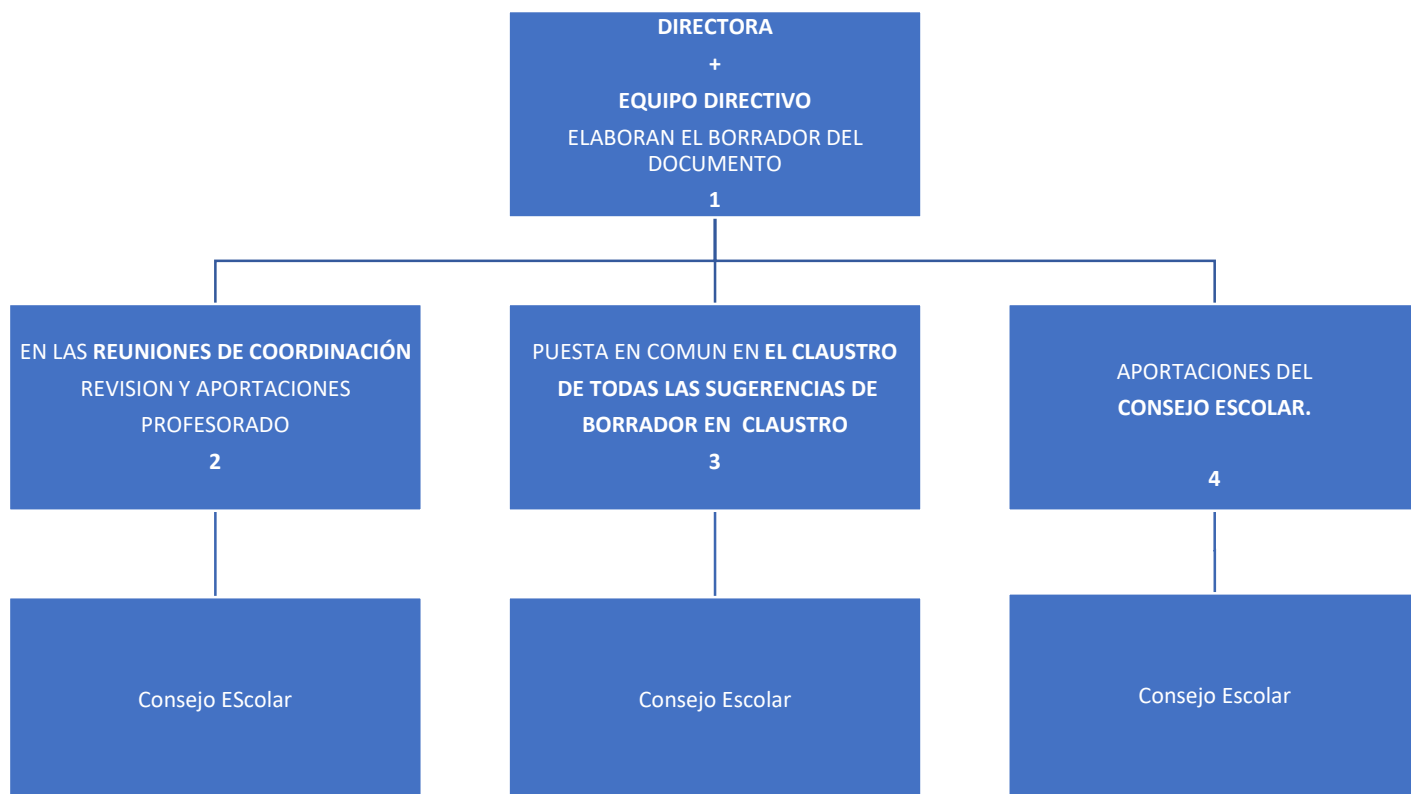 DIRECTORA
+
EQUIPO DIRECTIVO
ELABORAN EL BORRADOR DEL
DOCUMENTO
1
EN LAS REUNIONES DE COORDINACIÓN
REVISION Y APORTACIONES
PROFESORADO
2
PUESTA EN COMUN EN EL CLAUSTRO
DE TODAS LAS SUGERENCIAS DE
BORRADOR EN CLAUSTRO
3
APORTACIONES DEL
CONSEJO ESCOLAR.
4
Consejo EScolar
Consejo Escolar
Consejo Escolar